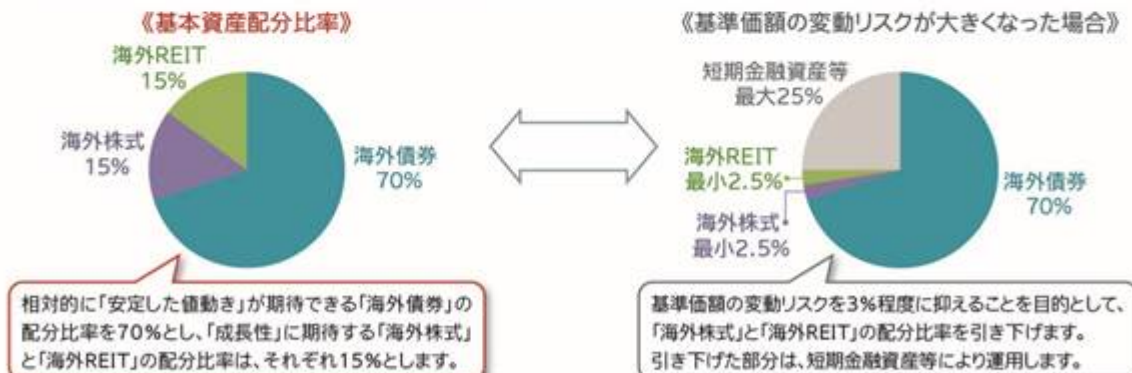 《基本資産配分比率》
海外REIT
15%
海外株式
15%
海外債券
70%
相対的に「安定した値動き」が期待できる「海外債券」の
配分比率を70%とし、「成長性」に期待する「海外株式」
と「海外REIT」の配分比率は、それぞれ15%とします。
《基準価額の変動リスクが大きくなった場合》
短期金融資産等
最大25%
海外REIT
最小2.5%
海外株式
最小2.5%
海外債券
70%
基準価額の変動リスクを3%程度に抑えることを目的として、
「海外株式」と「海外REIT」の配分比率を引き下げます。
引き下げた部分は、短期金融資産等により運用します。